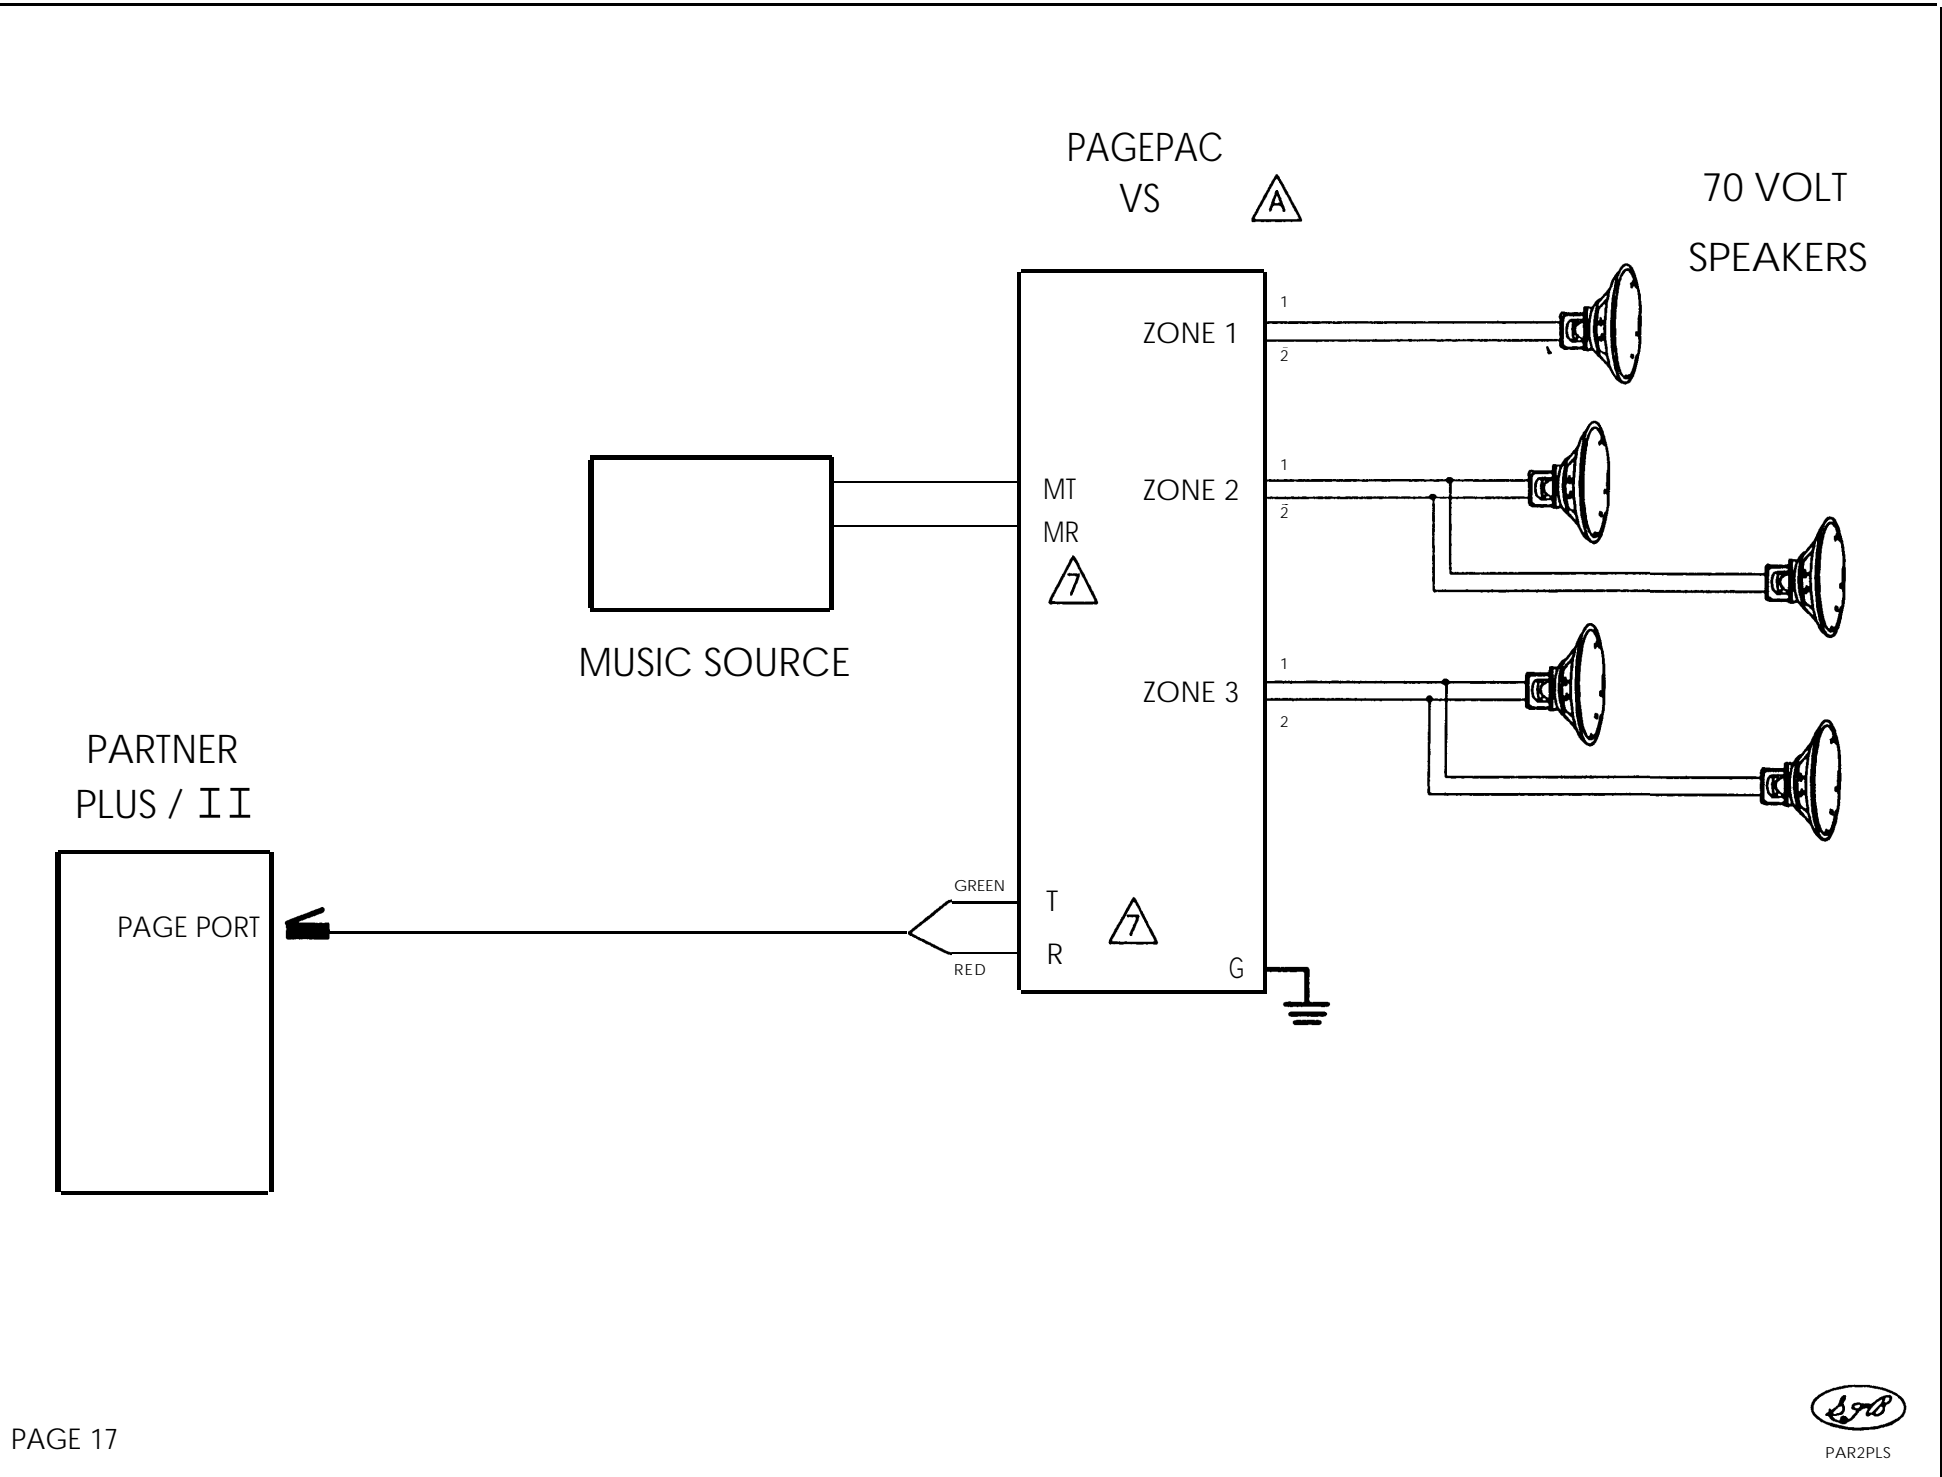 PAGEPAC
VS
A
70 VOLT
SPEAKERS
1
ZONE 1
2
1
MT
ZONE 2
2
MR
7
MUSIC SOURCE
1
ZONE 3
2
PARTNER
PLUS / II
PAGE PORT
GREEN
T
7
R
RED
G
PAGE 17
PAR2PLS